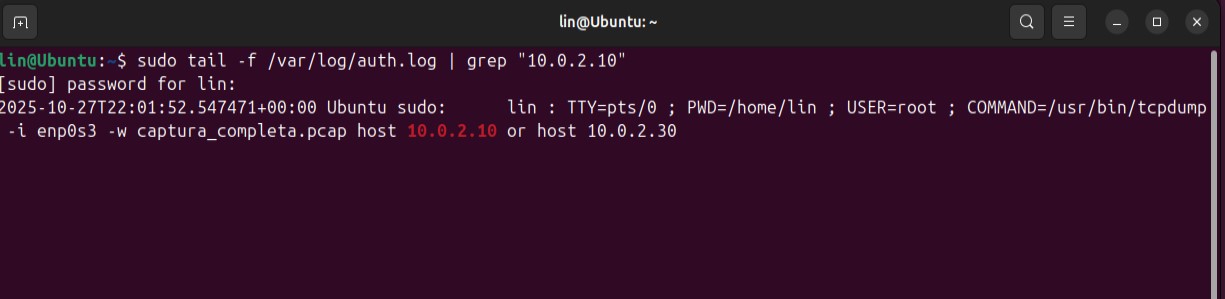 lin@Ubuntu: ~
lin@Ubuntu:~$ sudo tail -f /var/log/auth.log | grep "10.0.2.10"
[sudo] password for lin:
2025-10-27T22:01:52.547471+00:00 Ubuntu sudo:      lin : TTY=pts/0 ; PWD=/home/lin ; USER=root ; COMMAND=/usr/bin/tcpdump
 -i enp0s3 -w captura_completa.pcap host 10.0.2.10 or host 10.0.2.30